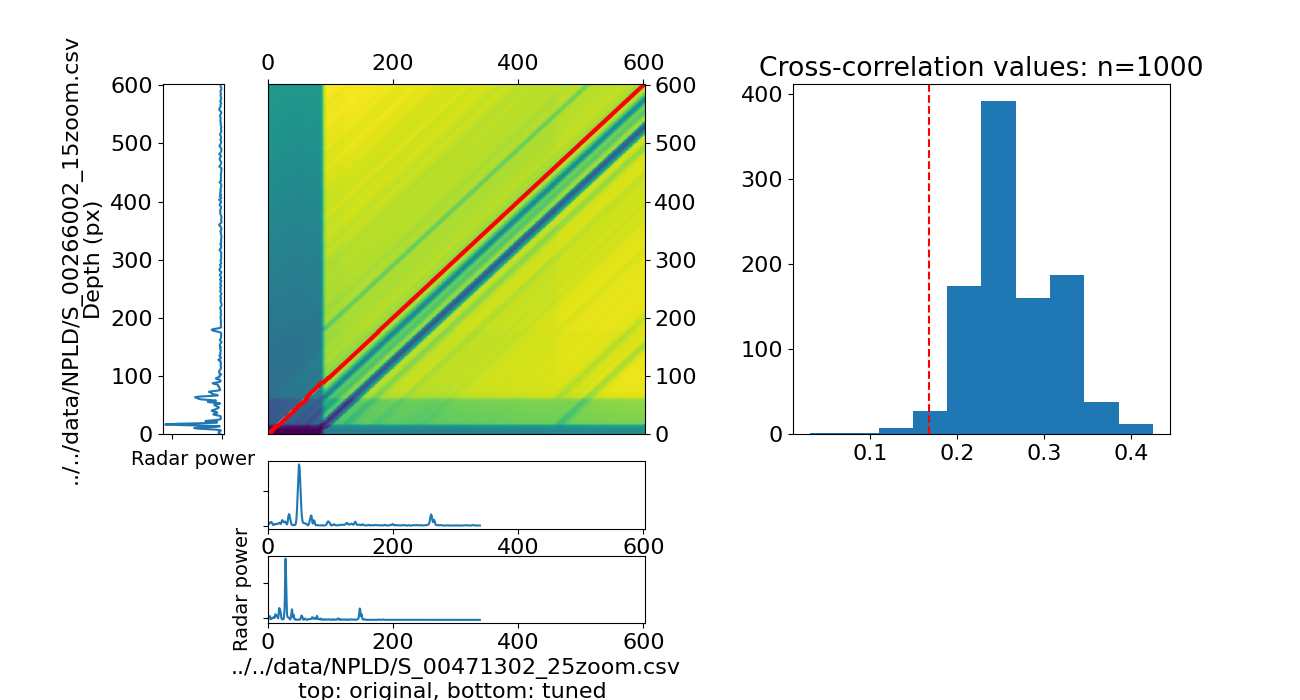 ../../data/NPLD/S_00266002_15zoom.csv
Depth (px)
600
500
400
300
200
100
0
Radar power
0 200 400 600
600
500
400
300
200
100
0
Cross-correlation values: n=1000
400
300
200
100
0
0.1 0.2 0.3 0.4
0 200 400 600
Radar power
0 200 400 600
../../data/NPLD/S_00471302_25zoom.csv
top: original, bottom: tuned